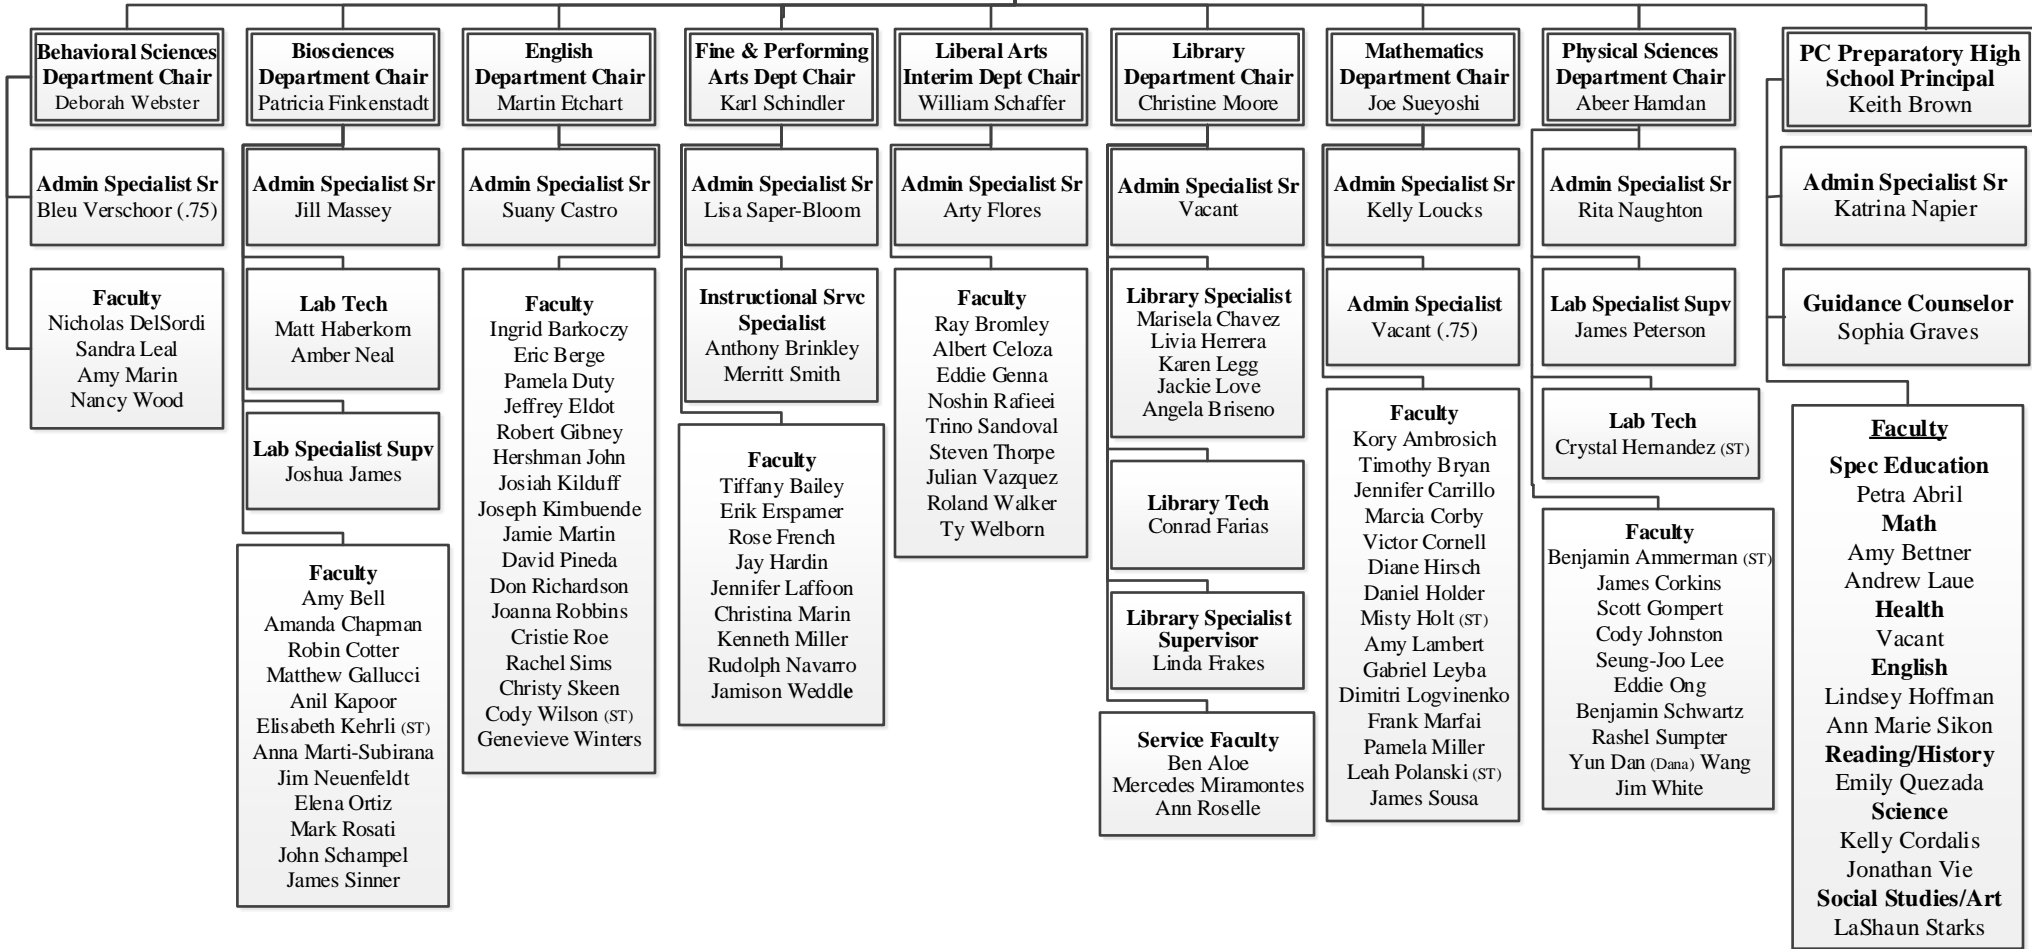 Behavioral Sciences
Department Chair
Deborah Webster
Admin Specialist Sr
Bleu Verschoor (.75)
Faculty
Nicholas DelSordi
Sandra Leal
Amy Marin
Nancy Wood
Biosciences
Department Chair
Patricia Finkenstadt
Admin Specialist Sr
Jill Massey
Lab Tech
Matt Haberkorn
Amber Neal
Lab Specialist Supv
Joshua James
Faculty
Amy Bell
Amanda Chapman
Robin Cotter
Matthew Gallucci
Anil Kapoor
Elisabeth Kehrli (ST)
Anna Marti-Subirana
Jim Neuenfeldt
Elena Ortiz
Mark Rosati
John Schampel
James Sinner
English
Department Chair
Martin Etchart
Admin Specialist Sr
Suany Castro
Faculty
Ingrid Barkoczy
Eric Berge
Pamela Duty
Jeffrey Eldot
Robert Gibney
Hershman John
Josiah Kilduff
Joseph Kimbuende
Jamie Martin
David Pineda
Don Richardson
Joanna Robbins
Cristie Roe
Rachel Sims
Christy Skeen
Cody Wilson (ST)
Genevieve Winters
Fine & Performing
Arts Dept Chair
Karl Schindler
Admin Specialist Sr
Lisa Saper-Bloom
Instructional Srvc
Specialist
Anthony Brinkley
Merritt Smith
Faculty
Tiffany Bailey
Erik Erspamer
Rose French
Jay Hardin
Jennifer Laffoon
Christina Marin
Kenneth Miller
Rudolph Navarro
Jamison Weddle
Liberal Arts
Interim Dept Chair
William Schaffer
Admin Specialist Sr
Arty Flores
Faculty
Ray Bromley
Albert Celoza
Eddie Genna
Noshin Rafieei
Trino Sandoval
Steven Thorpe
Julian Vazquez
Roland Walker
Ty Welborn
Library
Department Chair
Christine Moore
Admin Specialist Sr
Vacant
Library Specialist
Marisela Chavez
Livia Herrera
Karen Legg
Jackie Love
Angela Briseno
Library Tech
Conrad Farias
Library Specialist
Supervisor
Linda Frakes
Service Faculty
Ben Aloe
Mercedes Miramontes
Ann Roselle
Mathematics
Department Chair
Joe Sueyoshi
Admin Specialist Sr
Kelly Loucks
Admin Specialist
Vacant (.75)
Faculty
Kory Ambrosich
Timothy Bryan
Jennifer Carrillo
Marcia Corby
Victor Cornell
Diane Hirsch
Daniel Holder
Misty Holt (ST)
Amy Lambert
Gabriel Leyba
Dimitri Logvinenko
Frank Marfai
Pamela Miller
Leah Polanski (ST)
James Sousa
Physical Sciences
Department Chair
Abeer Hamdan
Admin Specialist Sr
Rita Naughton
Lab Specialist Supv
James Peterson
Lab Tech
Crystal Hernandez (ST)
Faculty
Benjamin Ammerman (ST)
James Corkins
Scott Gompert
Cody Johnston
Seung-Joo Lee
Eddie Ong
Benjamin Schwartz
Rashel Sumpter
Yun Dan (Dana) Wang
Jim White
PC Preparatory High
School Principal
Keith Brown
Admin Specialist Sr
Katrina Napier
Guidance Counselor
Sophia Graves
Faculty
Spec Education
Petra Abril
Math
Amy Bettner
Andrew Laue
Health
Vacant
English
Lindsey Hoffman
Ann Marie Sikon
Reading/History
Emily Quezada
Science
Kelly Cordalis
Jonathan Vie
Social Studies/Art
LaShaun Starks